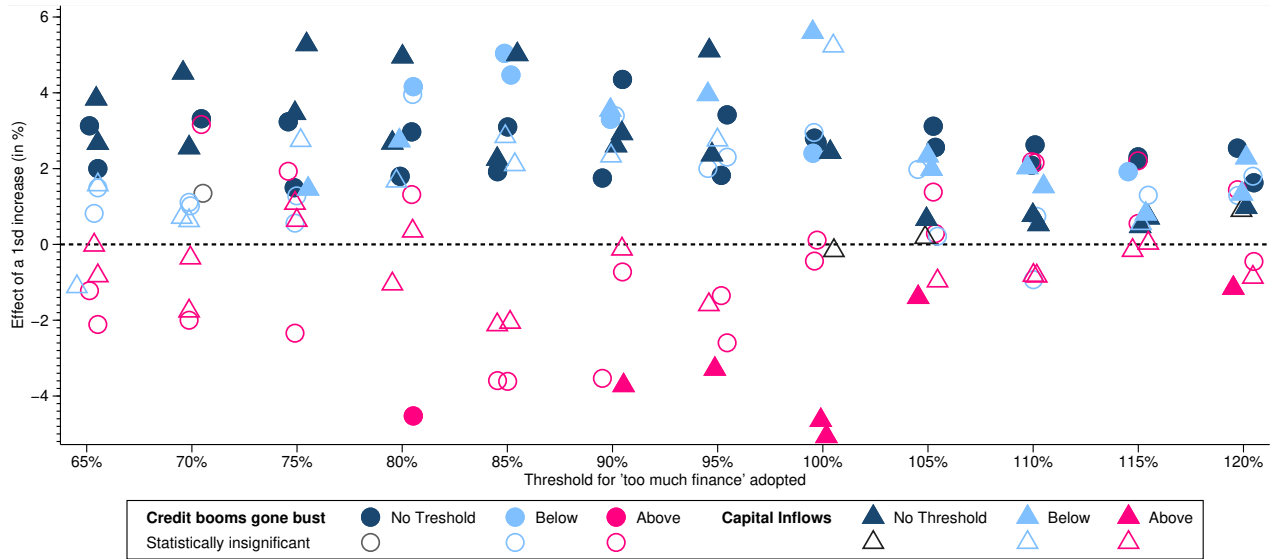 Effect of a 1sd increase (in %)
6
4
2
0
−2
−4
65% 70% 75% 80% 85% 90% 95% 100% 105% 110% 115% 120%
Threshold for 'too much finance' adopted
Credit booms gone bust No Treshold Below Above Capital Inflows No Threshold Below Above
Statistically insignificant